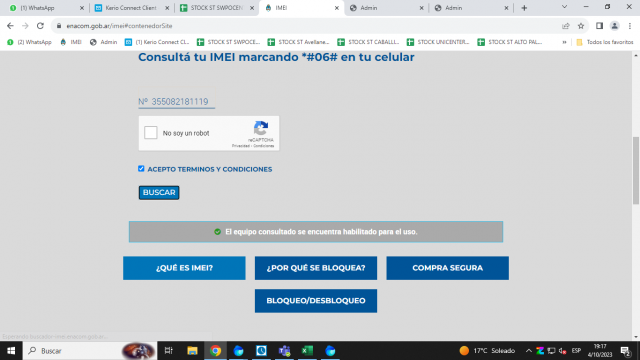 WhatsApp
Kerio Connect Client
STOCK ST SWPOCEN
IMEI
Admin
Admin
enacom.gob.ar/imei#contenedorSite
(2) WhatsApp
IMEI
Admin
(1) Kerio Connect Cl...
STOCK ST SWPOCE...
STOCK ST Avellane...
STOCK ST CABALLI...
STOCK UNICENTER...
STOCK ST ALTO PAL...
»
Todos los favoritos
Consultá tu IMEI marcando *#06# en tu celular
Nº 355082181119
No soy un robot
reCAPTCHA
Privacidad - Condiciones
ACEPTO TERMINOS Y CONDICIONES
BUSCAR
El equipo consultado se encuentra habilitado para el uso.
¿QUÉ ES IMEI?
¿POR QUÉ SE BLOQUEA?
COMPRA SEGURA
BLOQUEO/DESBLOQUEO
Buscar
17°C Soleado
ESP
19:17
4/10/2023